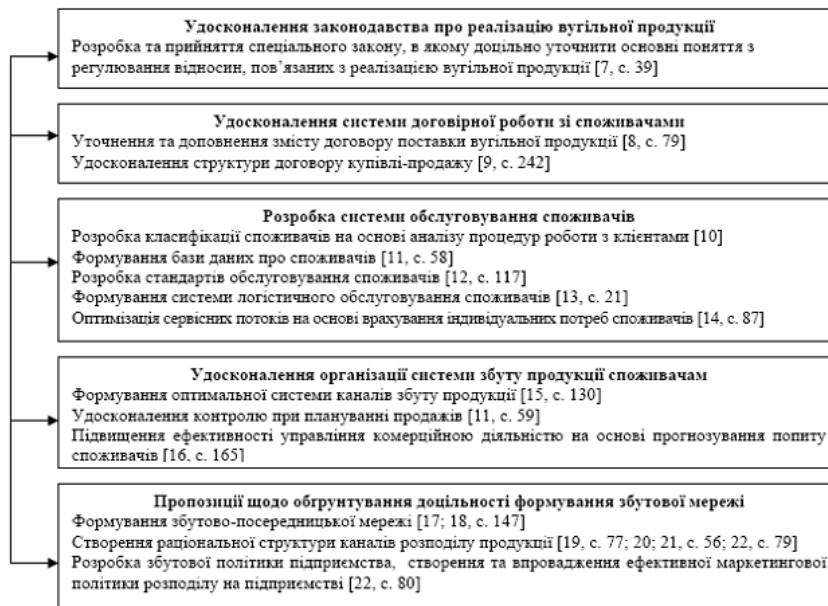 Удосконалення законодавства про реалізацію вугільної продукції
Розробка та прийняття спеціального закону, в якому доцільно уточнити основні поняття з
регулювання відносин, пов’язаних з реалізацією вугільної продукції [7, с. 39]
Удосконалення системи договірної роботи зі споживачами
Уточнення та доповнення змісту договору поставки вугільної продукції [8, с. 79]
Удосконалення структури договору купівлі-продажу [9, с. 242]
Розробка системи обслуговування споживачів
Розробка класифікації споживачів на основі аналізу процедур роботи з клієнтами [10]
Формування бази даних про споживачів [11, с. 58]
Розробка стандартів обслуговування споживачів [12, с. 117]
Формування системи логістичного обслуговування споживачів [13, с. 21]
Оптимізація сервісних потоків на основі врахування індивідуальних потреб споживачів [14, с. 87]
Удосконалення організації системи збуту продукції споживачам
Формування оптимальної системи каналів збуту продукції [15, с. 130]
Удосконалення контролю при плануванні продажів [11, с. 59]
Підвищення ефективності управління комерційною діяльністю на основі прогнозування попиту
споживачів [16, с. 165]
Пропозиції щодо обґрунтування доцільності формування збутової мережі
Формування збутово-посередницької мережі [17; 18, с. 147]
Створення раціональної структури каналів розподілу продукції [19, с. 77; 20; 21, с. 56; 22, с. 79]
Розробка збутової політики підприємства, створення та впровадження ефективної маркетингової
політики розподілу на підприємстві [22, с. 80]